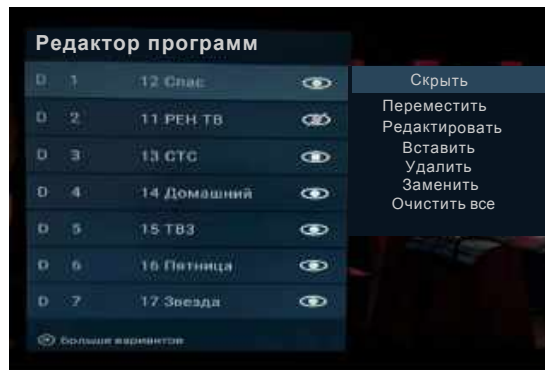 Редактор программ
D 1 12 Спас
D 2 11 РЕН ТВ
D 3 13 СТС
D 4 14 Домашний
D 5 15 ТВ3
D 6 16 Пятница
D 7 17 Звезда
Больше вариантов
Скрыть
Переместить
Редактировать
Вставить
Удалить
Заменить
Очистить все